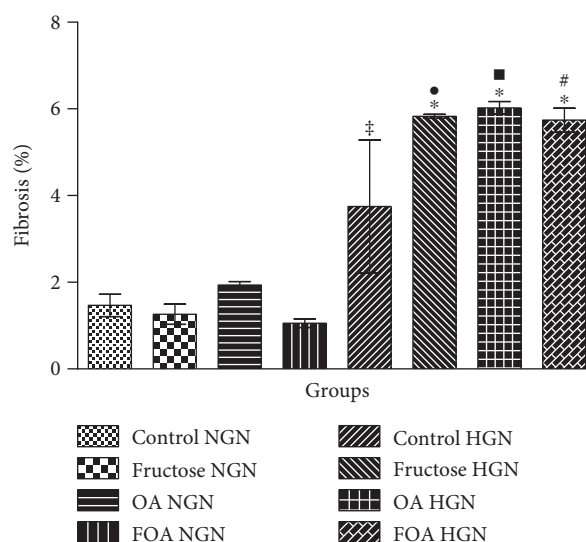 8
6
4
2
0
Fibrosis (%)
‡
●
*
■
*
#
*
Groups
Control NGN
Fructose NGN
OA NGN
FOA NGN
Control HGN
Fructose HGN
OA HGN
FOA HGN